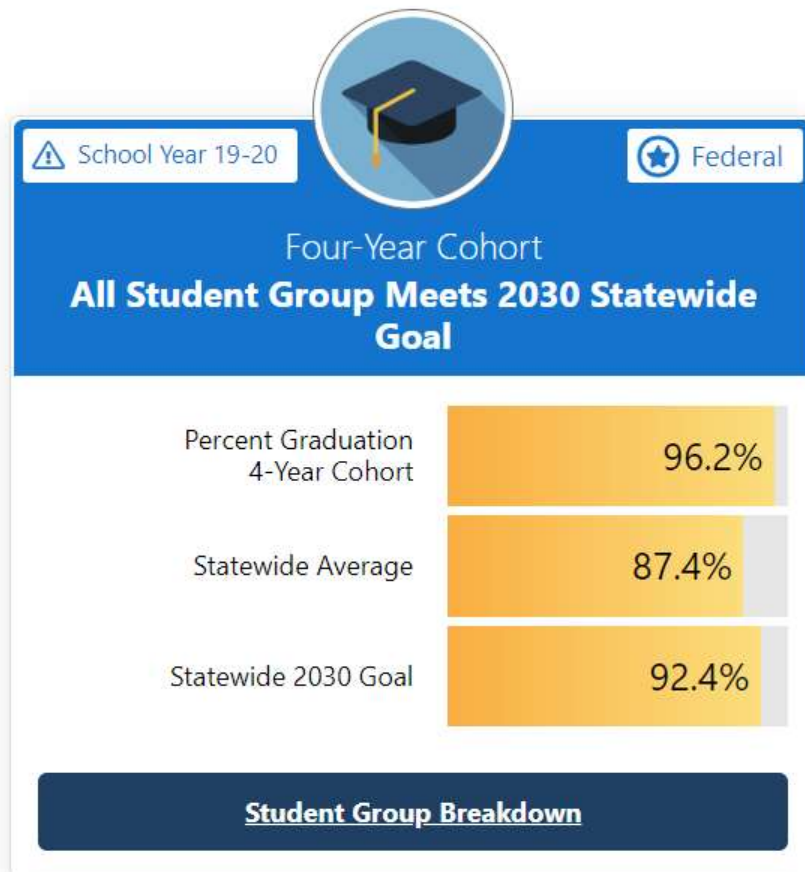 School Year 19-20
Federal
Four-Year Cohort
All Student Group Meets 2030 Statewide
Goal
Percent Graduation
4-Year Cohort
96.2%
Statewide Average
87.4%
Statewide 2030 Goal
92.4%
Student Group Breakdown